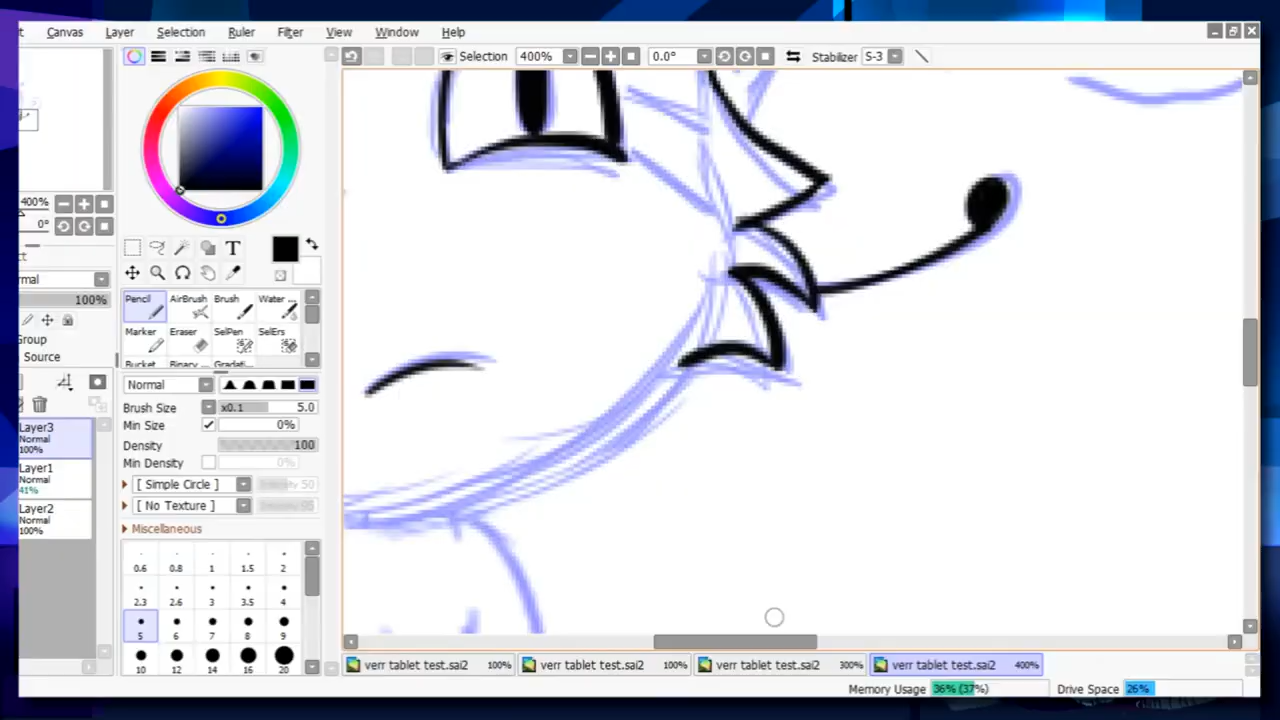 t Canvas Layer Selection Ruler Filter View Window Help
Selection 400% 0.0° Stabilizer S-3
400%
0°
ct
T
rmal
100%
Group
Source
Pencil AirBrush Brush Water ...
Marker Eraser SelPen SelErs
Bucket Binary ... Gradati...
Normal
Brush Size x0.1 5.0
Min Size 0%
Density 100
Min Density 0%
[ Simple Circle ] Intensity 50
[ No Texture ] Intensity 95
Miscellaneous
Layer3
Normal
100%
Layer1
Normal
41%
Layer2
Normal
100%
0.6 0.8 1 1.5 2
2.3 2.6 3 3.5 4
5 6 7 8 9
10 12 14 16 20
verr tablet test.sai2 100% verr tablet test.sai2 100% verr tablet test.sai2 300% verr tablet test.sai2 400%
Memory Usage 36% (37%) Drive Space 26%